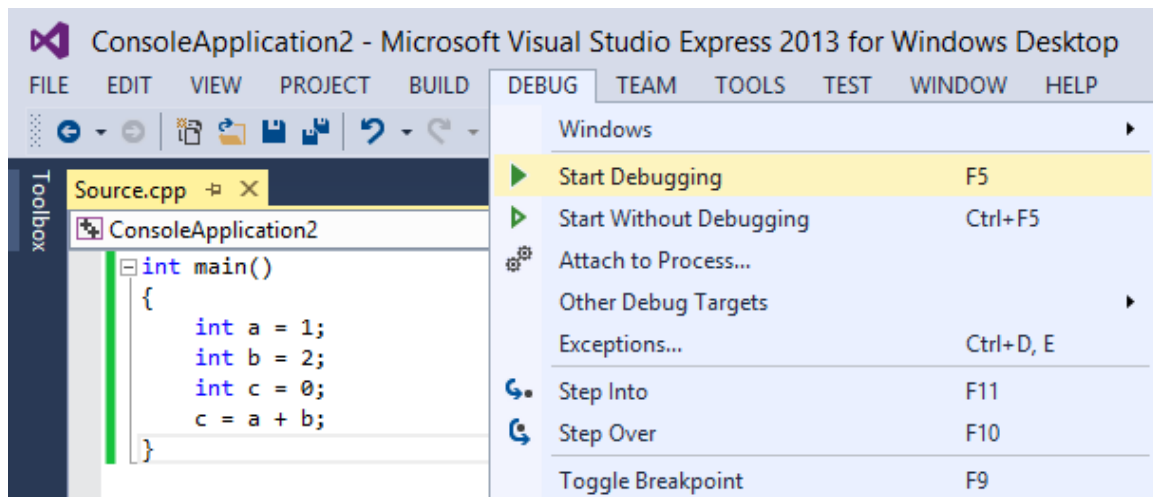 ConsoleApplication2 - Microsoft Visual Studio Express 2013 for Windows Desktop
FILE EDIT VIEW PROJECT BUILD DEBUG TEAM TOOLS TEST WINDOW HELP
Windows
Toolbox
Source.cpp
Start Debugging F5
ConsoleApplication2
Start Without Debugging Ctrl+F5
int main()
Attach to Process...
{
Other Debug Targets
int a = 1;
int b = 2;
Exceptions... Ctrl+D, E
int c = 0;
Step Into F11
c = a + b;
Step Over F10
}
Toggle Breakpoint F9